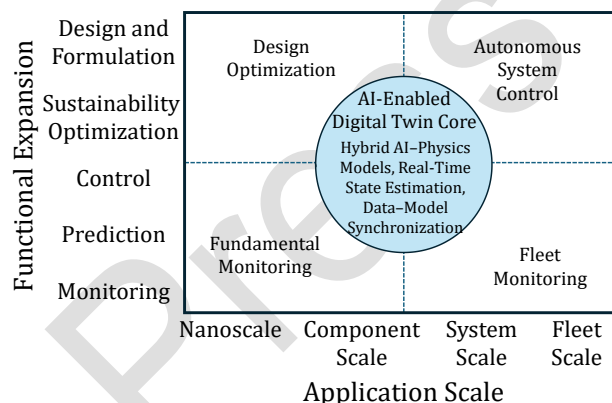 Functional Expansion
Design and
Formulation
Sustainability
Optimization
Control
Prediction
Monitoring
Design
Optimization
Autonomous
System
Control
AI-Enabled
Digital Twin Core
Hybrid AI–Physics
Models, Real-Time
State Estimation,
Data–Model
Synchronization
Fundamental
Monitoring
Fleet
Monitoring
Nanoscale
Component
Scale
System
Scale
Fleet
Scale
Application Scale
Press